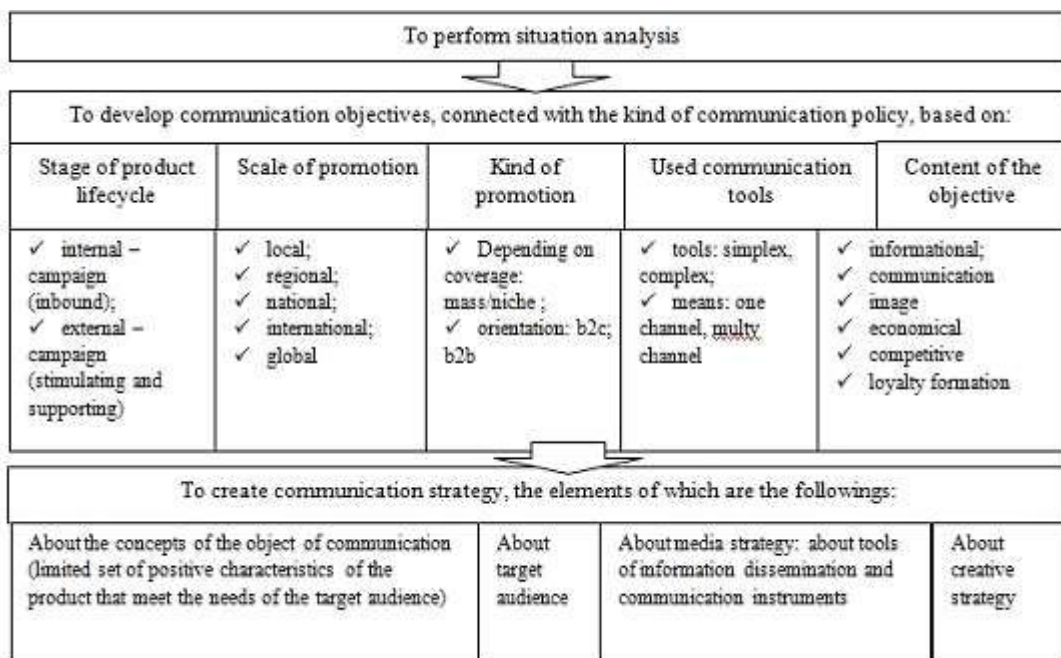 To perform situation analysis
To develop communication objectives, connected with the kind of communication policy, based on:
Stage of product
lifecycle
Scale of promotion
Kind of
promotion
Used communication
tools
Content of the
objective
✓ internal –
campaign
(inbound);
✓ external –
campaign
(stimulating and
supporting)
✓ local;
✓ regional;
✓ national;
✓ international;
✓ global
✓ Depending on
coverage:
mass/niche ;
✓ orientation: b2c;
b2b
✓ tools: simplex,
complex;
✓ means: one
channel, multy
channel
✓ informational;
✓ communication
✓ image
✓ economical
✓ competitive
✓ loyalty formation
To create communication strategy, the elements of which are the followings:
About the concepts of the object of communication
(limited set of positive characteristics of the
product that meet the needs of the target audience)
About
target
audience
About media strategy: about tools
of information dissemination and
communication instruments
About
creative
strategy